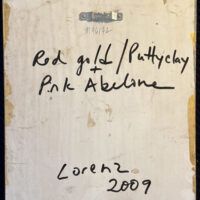 Red gold/Puttyclay
+
Pink Abeline
Lorenz
2009